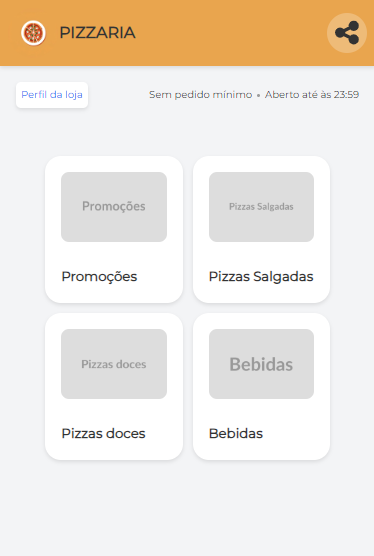 PIZZARIA
Perfil da loja
Sem pedido mínimo • Aberto até às 23:59
Promoções
Pizzas Salgadas
Promoções
Pizzas Salgadas
Pizzas doces
Bebidas
Pizzas doces
Bebidas